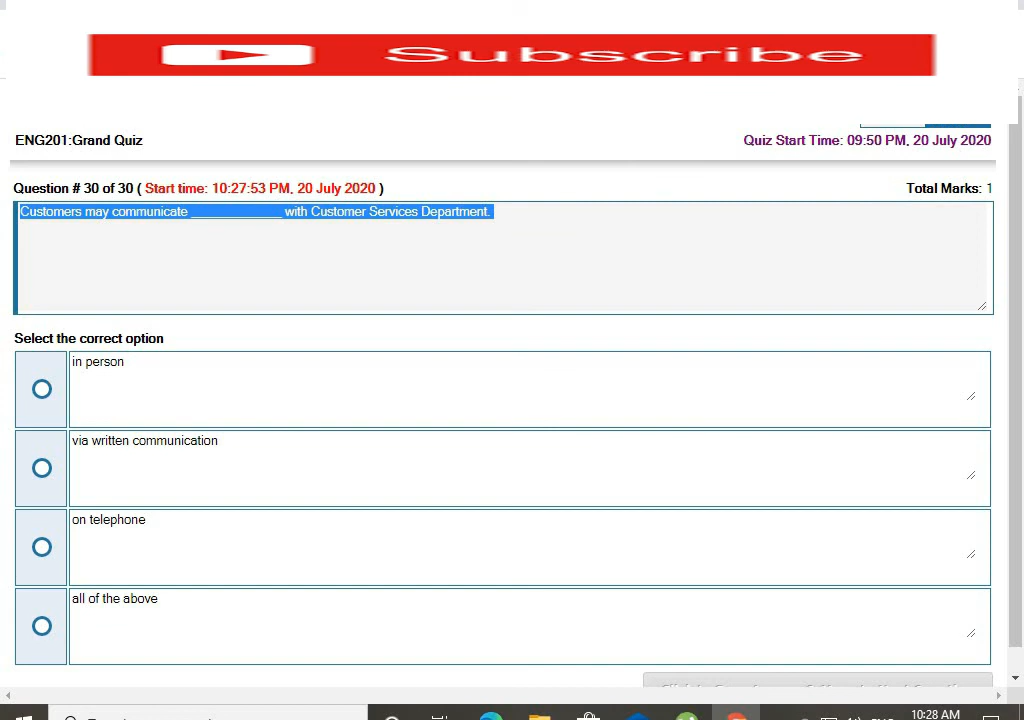 Subscribe
ENG201:Grand Quiz
Quiz Start Time: 09:50 PM, 20 July 2020
Question # 30 of 30 ( Start time: 10:27:53 PM, 20 July 2020 )
Total Marks: 1
Customers may communicate _____________ with Customer Services Department.
Select the correct option
in person
via written communication
on telephone
all of the above
10:28 AM